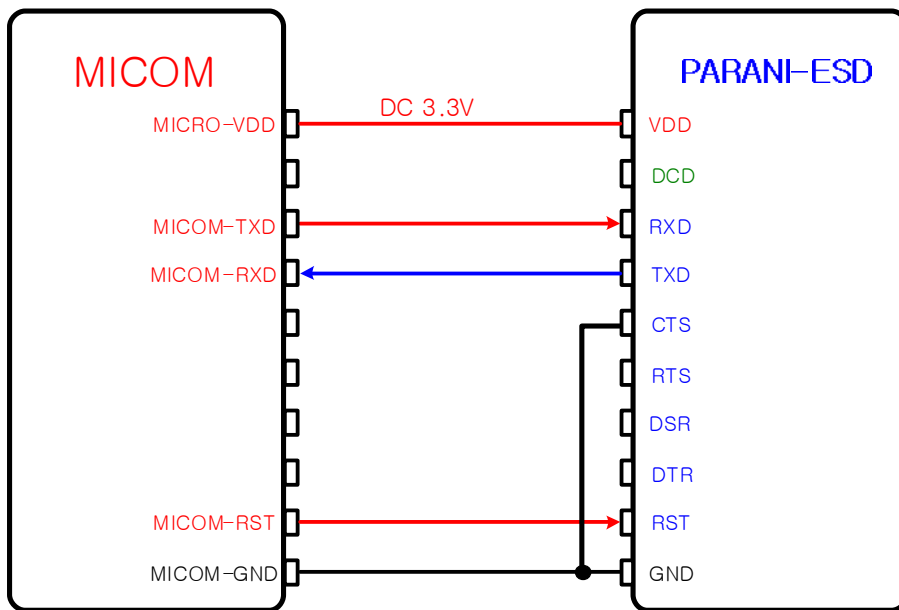 MICOM
PARANI-ESD
DC 3.3V
MICRO-VDD
VDD
DCD
MICOM-TXD
RXD
MICOM-RXD
TXD
CTS
RTS
DSR
DTR
MICOM-RST
RST
MICOM-GND
GND